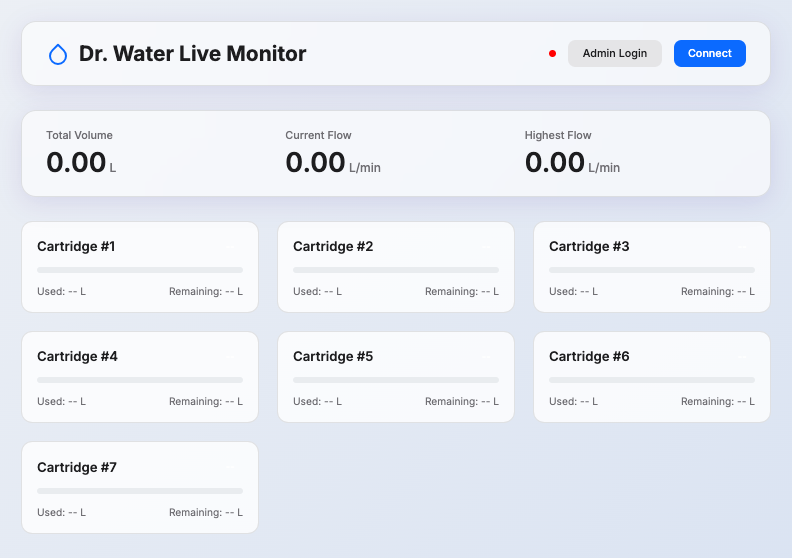 Dr. Water Live Monitor
Admin Login
Connect
Total Volume
Current Flow
Highest Flow
0.00 L
0.00 L/min
0.00 L/min
Cartridge #1
Used: -- L
Remaining: -- L
Cartridge #2
Used: -- L
Remaining: -- L
Cartridge #3
Used: -- L
Remaining: -- L
Cartridge #4
Used: -- L
Remaining: -- L
Cartridge #5
Used: -- L
Remaining: -- L
Cartridge #6
Used: -- L
Remaining: -- L
Cartridge #7
Used: -- L
Remaining: -- L